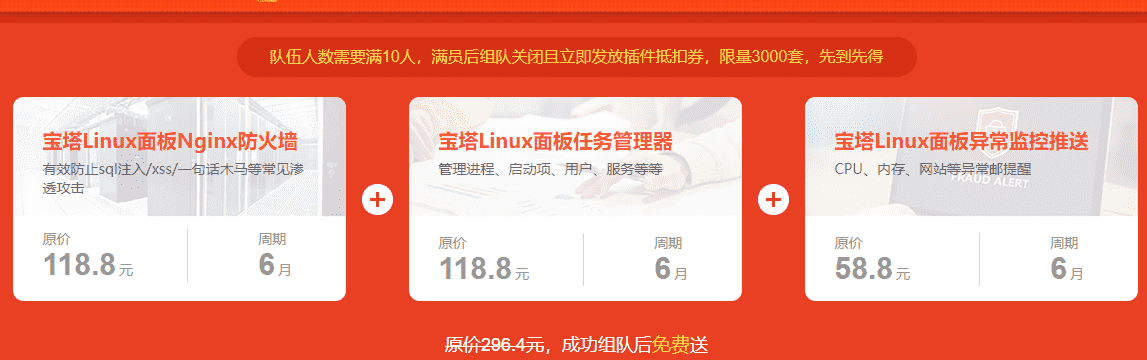 队伍人数需要满10人，满员后组队关闭且立即发放插件抵扣券，限量3000套，先到先得
宝塔Linux面板Nginx防火墙
有效防止sql注入/xss/一句话木马等常见渗
透攻击
原价
周期
118.8元
6月
宝塔Linux面板任务管理器
管理进程、启动项、用户、服务等等
原价
周期
118.8元
6月
宝塔Linux面板异常监控推送
CPU、内存、网站等异常邮提醒
FRAUD ALERT
原价
周期
58.8元
6月
原价296.4元，成功组队后免费送